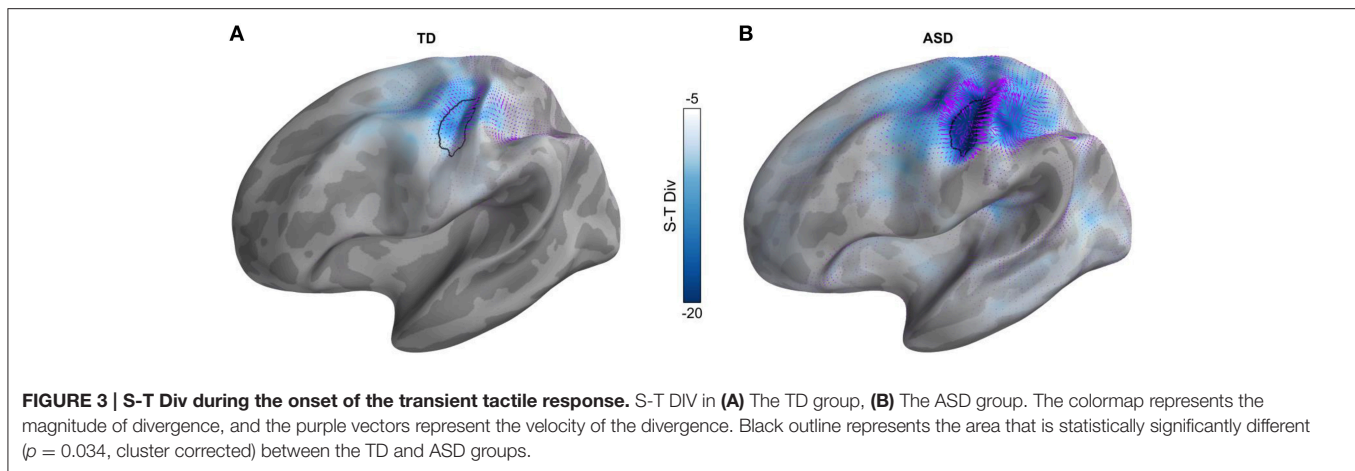 A
TD
B
ASD
-5
S-T Div
-20
FIGURE 3 | S-T Div during the onset of the transient tactile response. S-T DIV in (A) The TD group, (B) The ASD group. The colormap represents the
magnitude of divergence, and the purple vectors represent the velocity of the divergence. Black outline represents the area that is statistically significantly different
(p = 0.034, cluster corrected) between the TD and ASD groups.